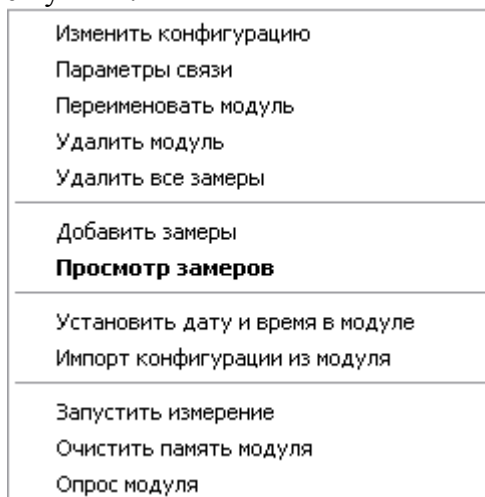 Изменить конфигурацию
Параметры связи
Переименовать модуль
Удалить модуль
Удалить все замеры
Добавить замеры
Просмотр замеров
Установить дату и время в модуле
Импорт конфигурации из модуля
Запустить измерение
Очистить память модуля
Опрос модуля